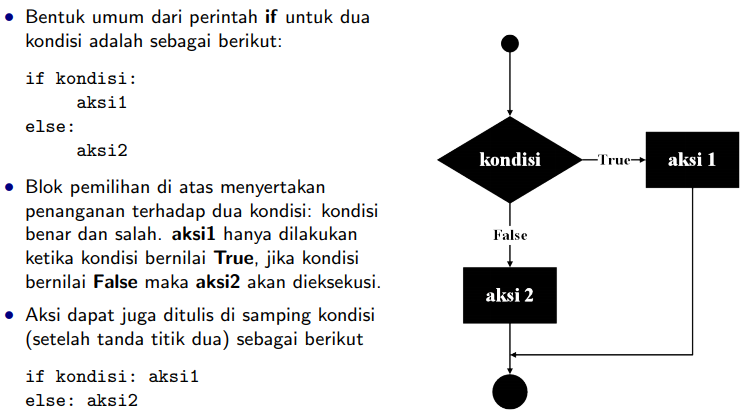 • Bentuk umum dari perintah if untuk dua
kondisi adalah sebagai berikut:
if kondisi:
aksi1
else:
aksi2
• Blok pemilihan di atas menyertakan
penanganan terhadap dua kondisi: kondisi
benar dan salah. aksi1 hanya dilakukan
ketika kondisi bernilai True, jika kondisi
bernilai False maka aksi2 akan dieksekusi.
• Aksi dapat juga ditulis di samping kondisi
(setelah tanda titik dua) sebagai berikut
if kondisi: aksi1
else: aksi2
kondisi
True
aksi 1
False
aksi 2